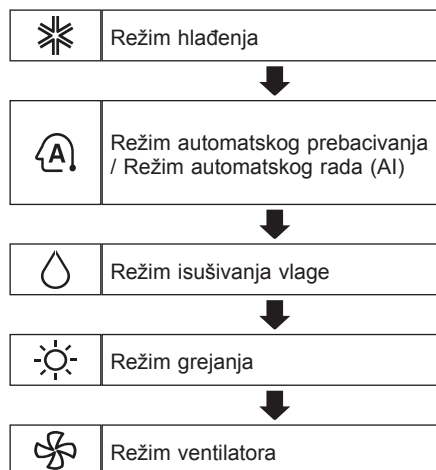 Režim hlađenja
A
Režim automatskog prebacivanja
/ Režim automatskog rada (AI)
Režim isušivanja vlage
Režim grejanja
Režim ventilatora